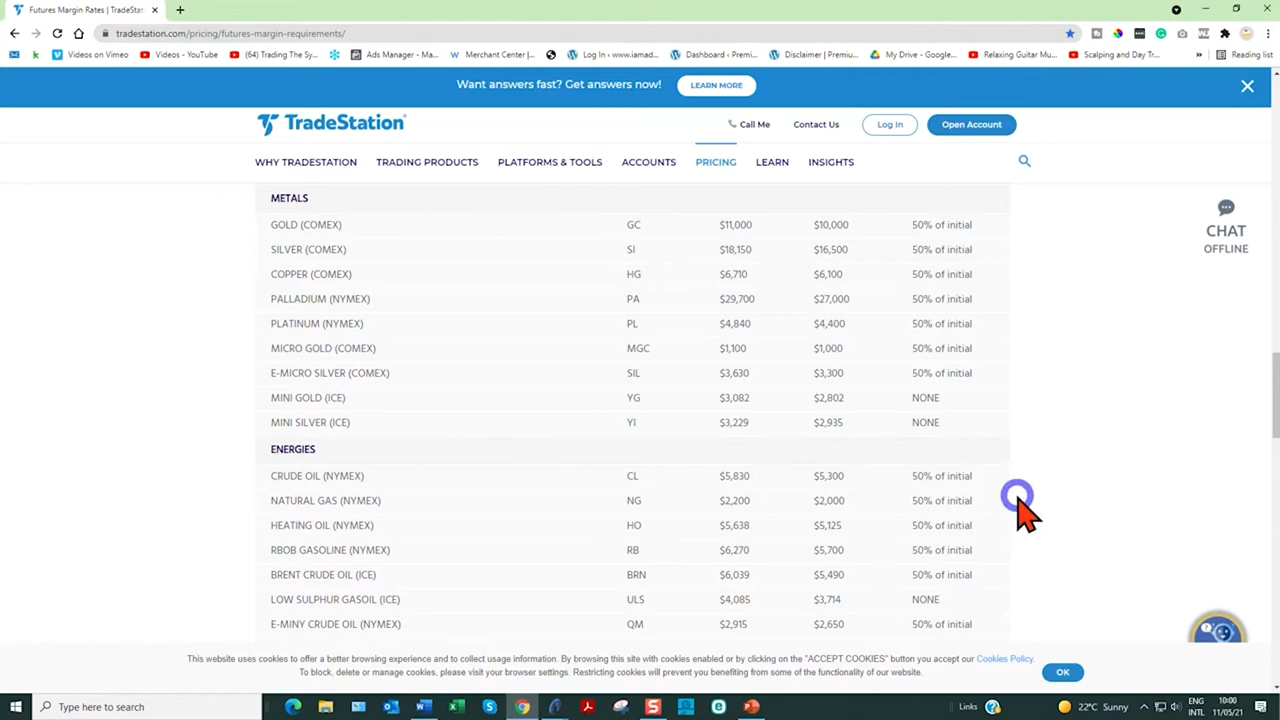 Futures Margin Rates | TradeStat
tradestation.com/pricing/futures-margin-requirements/
Videos on Vimeo
Videos - YouTube
(64) Trading The Sy...
Ads Manager - Ma...
Merchant Center |...
Log In ‹ www.iamad...
Dashboard ‹ Premi...
Disclaimer | Premiu...
My Drive - Google...
Relaxing Guitar Mu...
Scalping and Day Tr...
»
Reading list
Want answers fast? Get answers now! LEARN MORE
TradeStation
Call Me Contact Us Log In Open Account
WHY TRADESTATION TRADING PRODUCTS PLATFORMS & TOOLS ACCOUNTS PRICING LEARN INSIGHTS
METALS
GOLD (COMEX) GC $11,000 $10,000 50% of initial
SILVER (COMEX) SI $18,150 $16,500 50% of initial
COPPER (COMEX) HG $6,710 $6,100 50% of initial
PALLADIUM (NYMEX) PA $29,700 $27,000 50% of initial
PLATINUM (NYMEX) PL $4,840 $4,400 50% of initial
MICRO GOLD (COMEX) MGC $1,100 $1,000 50% of initial
E-MICRO SILVER (COMEX) SIL $3,630 $3,300 50% of initial
MINI GOLD (ICE) YG $3,082 $2,802 NONE
MINI SILVER (ICE) YI $3,229 $2,935 NONE
ENERGIES
CRUDE OIL (NYMEX) CL $5,830 $5,300 50% of initial
NATURAL GAS (NYMEX) NG $2,200 $2,000 50% of initial
HEATING OIL (NYMEX) HO $5,638 $5,125 50% of initial
RBOB GASOLINE (NYMEX) RB $6,270 $5,700 50% of initial
BRENT CRUDE OIL (ICE) BRN $6,039 $5,490 50% of initial
LOW SULPHUR GASOIL (ICE) ULS $4,085 $3,714 NONE
E-MINY CRUDE OIL (NYMEX) QM $2,915 $2,650 50% of initial
CHAT
OFFLINE
This website uses cookies to offer a better browsing experience and to collect usage information. By browsing this site with cookies enabled or by clicking on the "ACCEPT COOKIES" button you accept our Cookies Policy.
To block, delete or manage cookies, please visit your browser settings. Restricting cookies will prevent you benefiting from some of the functionality of our website.
OK
Type here to search
Links
22°C Sunny
ENG
INTL
10:00
11/05/21